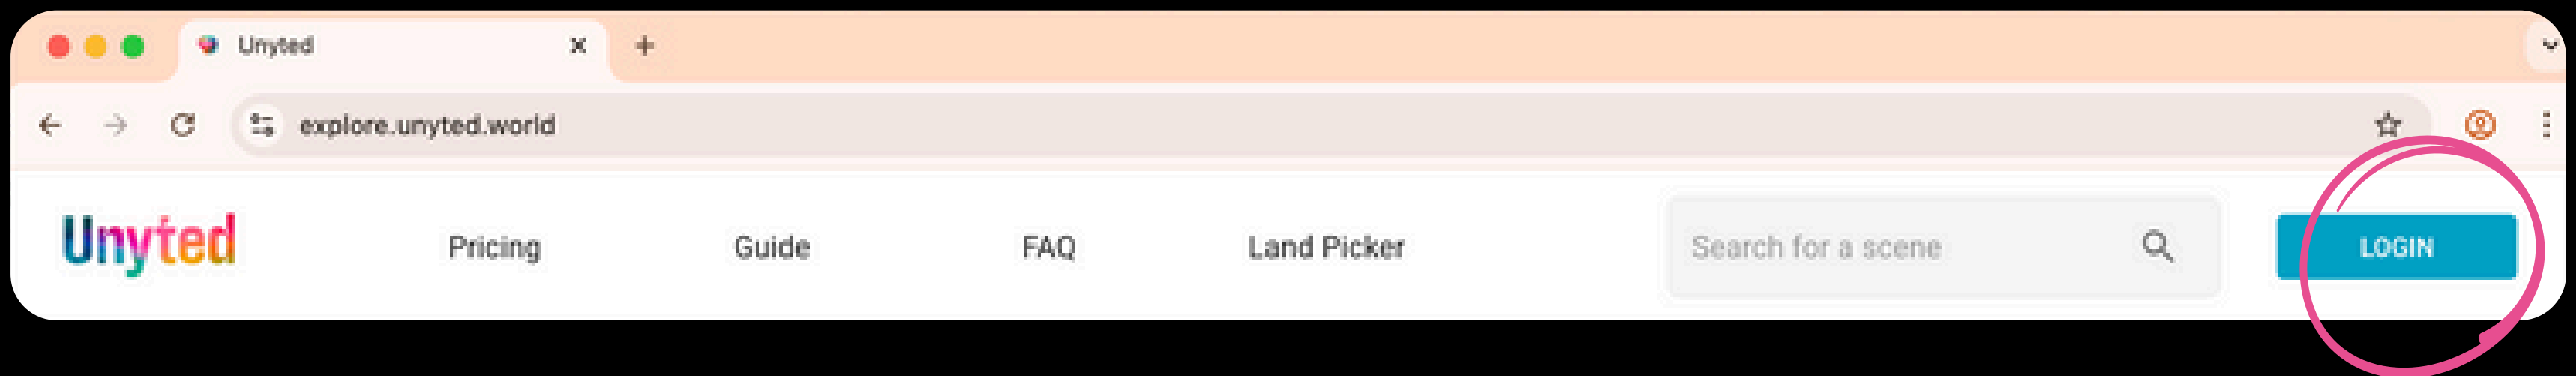 Unyted
explore.unyted.world
Unyted Pricing Guide FAQ Land Picker Search for a scene LOGIN